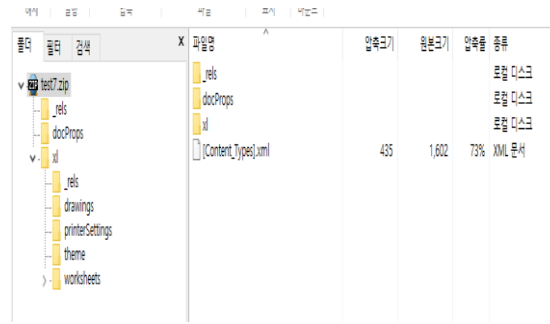 폴더 필터 검색 X
파일명 압축크기 원본크기 압축률 종류
test7.zip
_rels
docProps
xl
_rels
drawings
printerSettings
theme
worksheets
_rels 로컬 디스크
docProps 로컬 디스크
xl 로컬 디스크
[Content_Types].xml 435 1,602 73% XML 문서